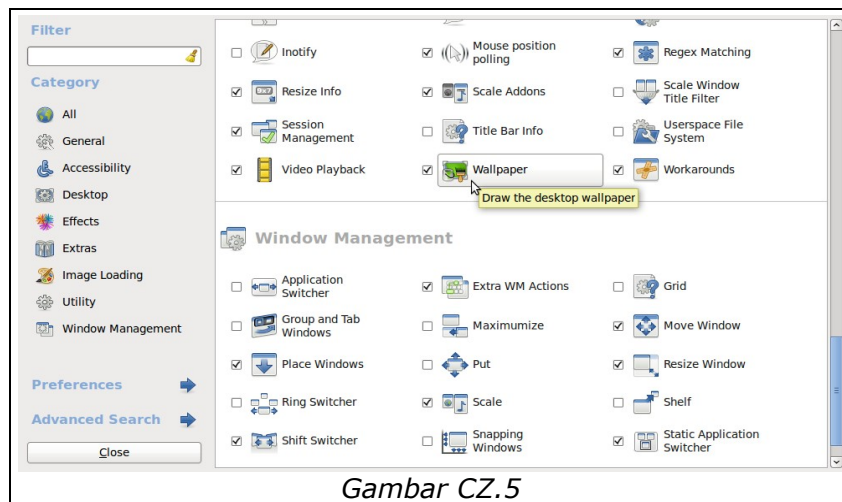 Filter
Category
All
General
Accessibility
Desktop
Effects
Extras
Image Loading
Utility
Window Management
Preferences
Advanced Search
Close
Inotify
Mouse position
polling
Regex Matching
Resize Info
Scale Addons
Scale Window
Title Filter
Session
Management
Title Bar Info
Userspace File
System
Video Playback
Wallpaper
Workarounds
Draw the desktop wallpaper
Window Management
Application
Switcher
Extra WM Actions
Grid
Group and Tab
Windows
Maximumize
Move Window
Place Windows
Put
Resize Window
Ring Switcher
Scale
Shelf
Shift Switcher
Snapping
Windows
Static Application
Switcher
Gambar CZ.5